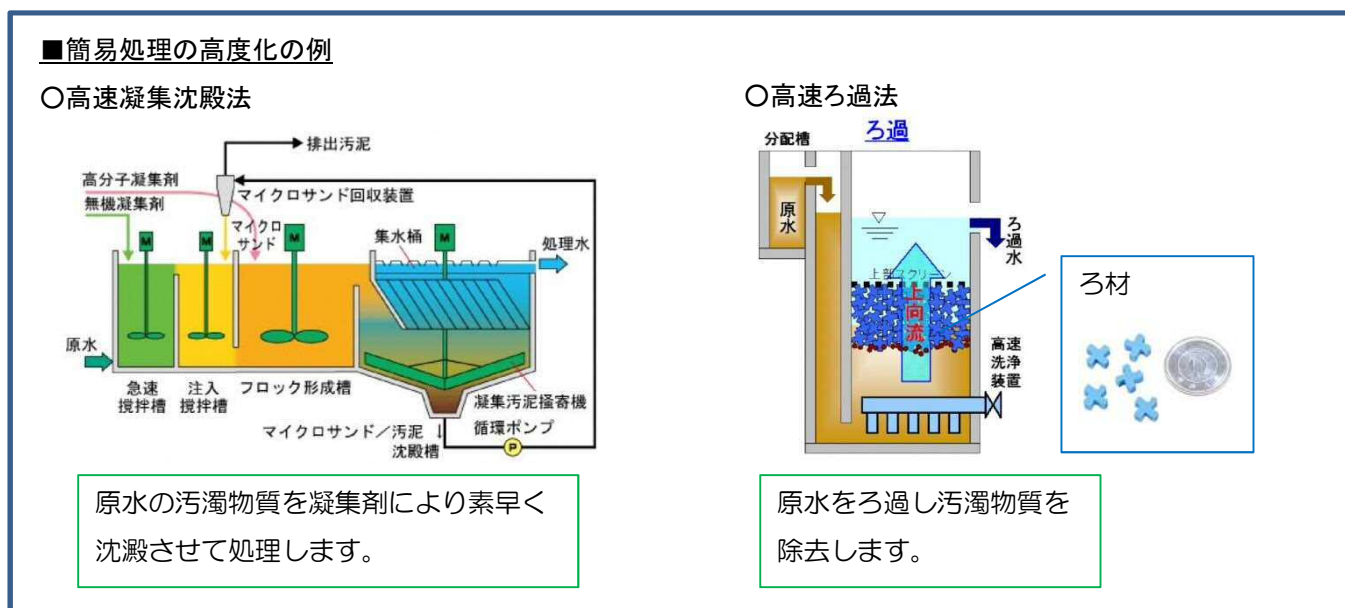 ■簡易処理の高度化の例
〇高速凝集沈殿法
排出汚泥
高分子凝集剤
マイクロサンド回収装置
無機凝集剤
マイクロ
サンド
M
M
M
集水桶
M
処理水
原水
急速
攪拌槽
注入
攪拌槽
フロック形成槽
凝集汚泥掻寄機
マイクロサンド／汚泥 ↓
循環ポンプ
沈殿槽
P
原水の汚濁物質を凝集剤により素早く
沈澱させて処理します。
〇高速ろ過法
ろ過
分配槽
原水
ろ過水
上部スクリーン
上向流
高速
洗浄
装置
ろ材
1
原水をろ過し汚濁物質を
除去します。